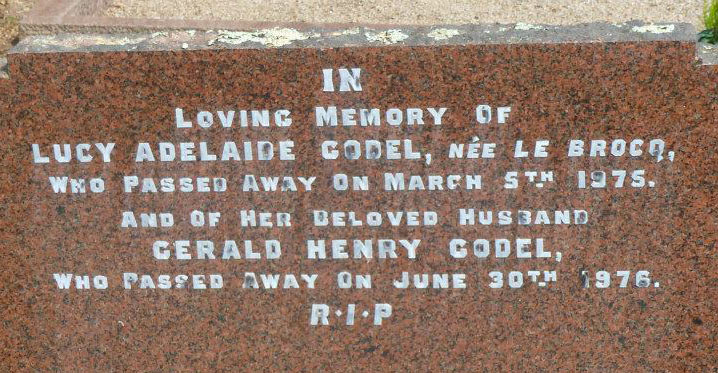 IN
LOVING MEMORY OF
LUCY ADELAIDE GODEL, NÉE LE BROCQ,
WHO PASSED AWAY ON MARCH 5TH 1975.
AND OF HER BELOVED HUSBAND
GERALD HENRY GODEL,
WHO PASSED AWAY ON JUNE 30TH 1976.
R·I·P